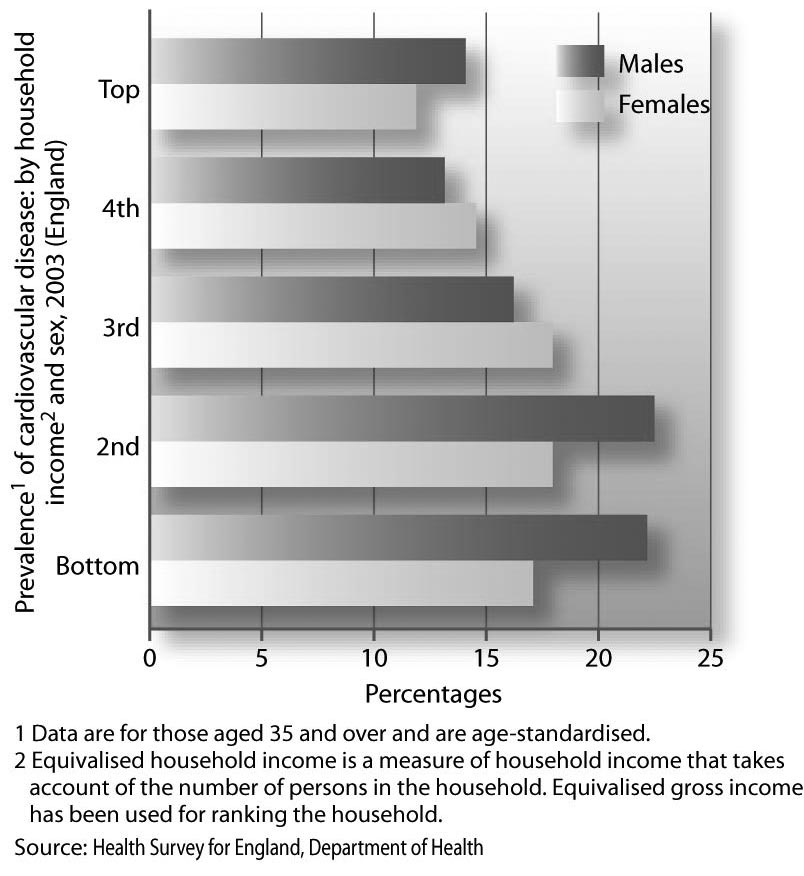 Prevalence¹ of cardiovascular disease: by household
income² and sex, 2003 (England)
Top
4th
3rd
2nd
Bottom
Males
Females
0 5 10 15 20 25
Percentages
1 Data are for those aged 35 and over and are age-standardised.
2 Equivalised household income is a measure of household income that takes
account of the number of persons in the household. Equivalised gross income
has been used for ranking the household.
Source: Health Survey for England, Department of Health